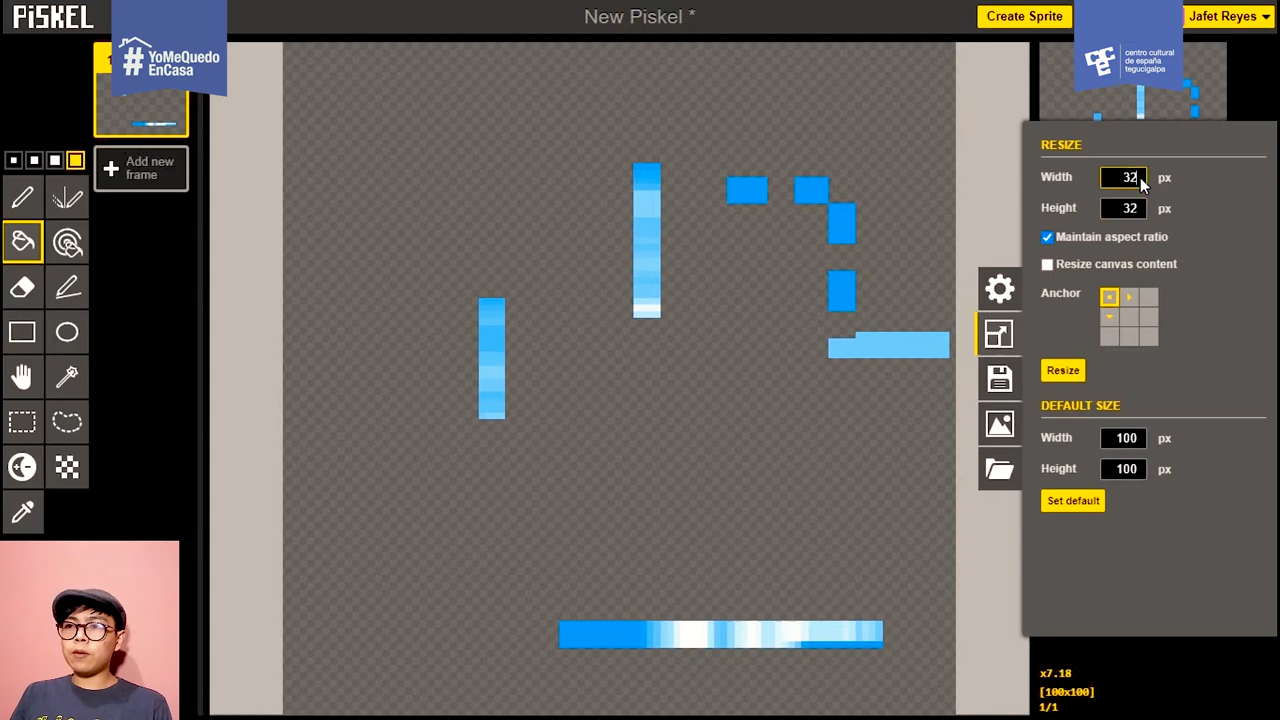 PiSKEL
New Piskel *
Create Sprite
Jafet Reyes
# YoMeQuedo
EnCasa
centro cultural
de españa
tegucigalpa
cce
1
Add new
frame
RESIZE
Width 32 px
Height 32 px
Maintain aspect ratio
Resize canvas content
Anchor
Resize
DEFAULT SIZE
Width 100 px
Height 100 px
Set default
x7.18
[100x100]
1/1